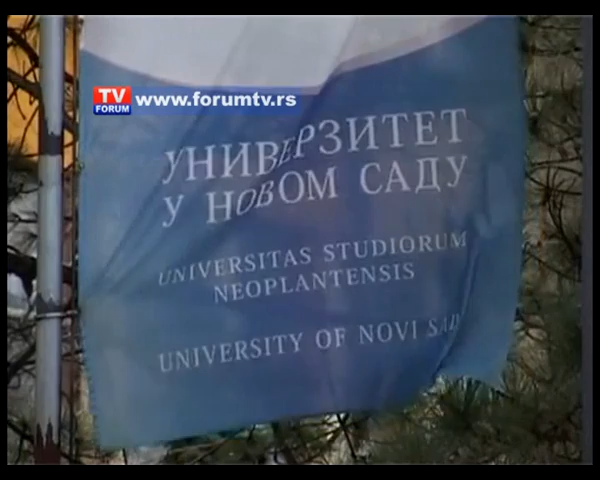 TV
FORUM
www.forumtv.rs
УНИВЕРЗИТЕТ
У НОВОМ САДУ
UNIVERSITAS STUDIORUM
NEOPLANTENSIS
UNIVERSITY OF NOVI SAD